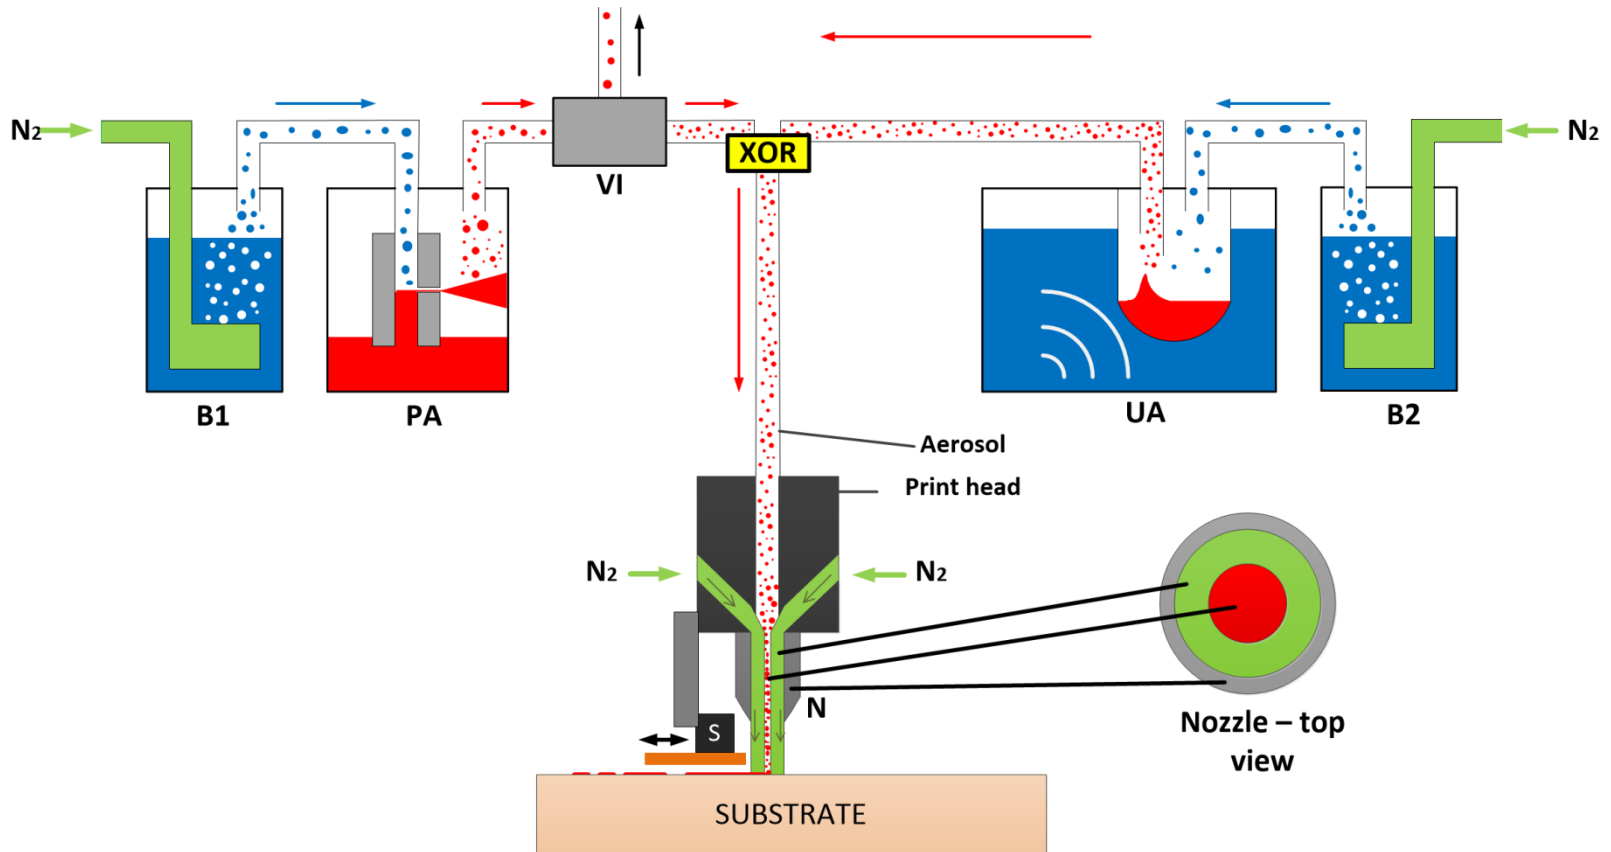 N2
N2
XOR
VI
B1
PA
UA
B2
Aerosol
Print head
N2
N2
N
S
Nozzle – top
view
SUBSTRATE